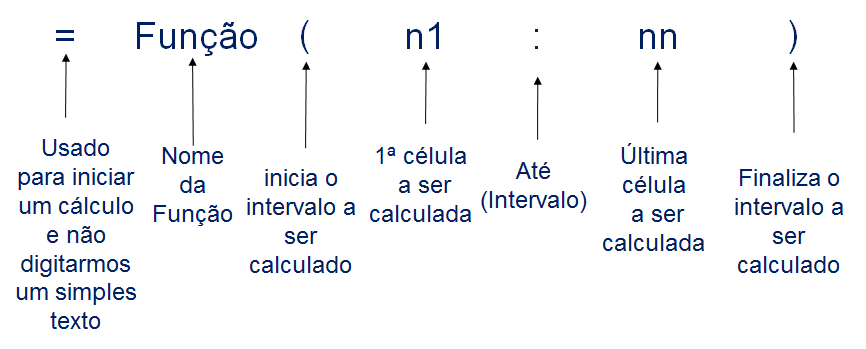 = Função ( n1 : nn )
Usado
para iniciar
um cálculo
e não
digitarmos
um simples
texto
Nome
da
Função
inicia o
intervalo a
ser
calculado
1ª célula
a ser
calculada
Até
(Intervalo)
Última
célula
a ser
calculada
Finaliza o
intervalo a
ser
calculado